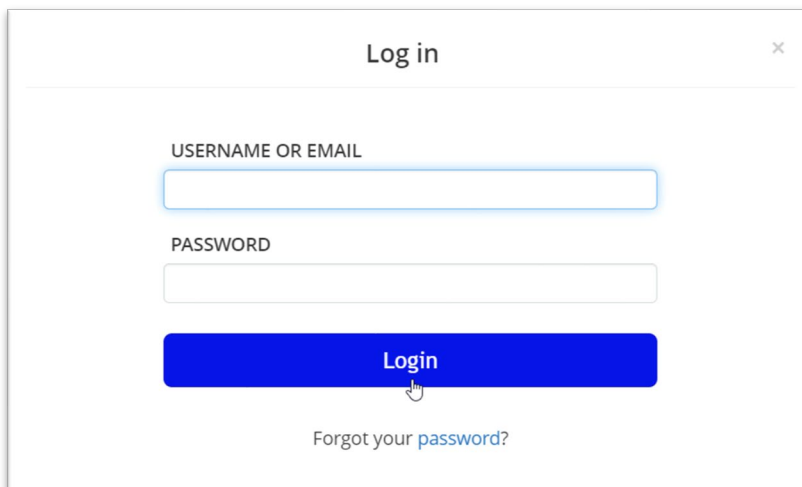 Log in
×
USERNAME OR EMAIL
PASSWORD
Login
Forgot your password?